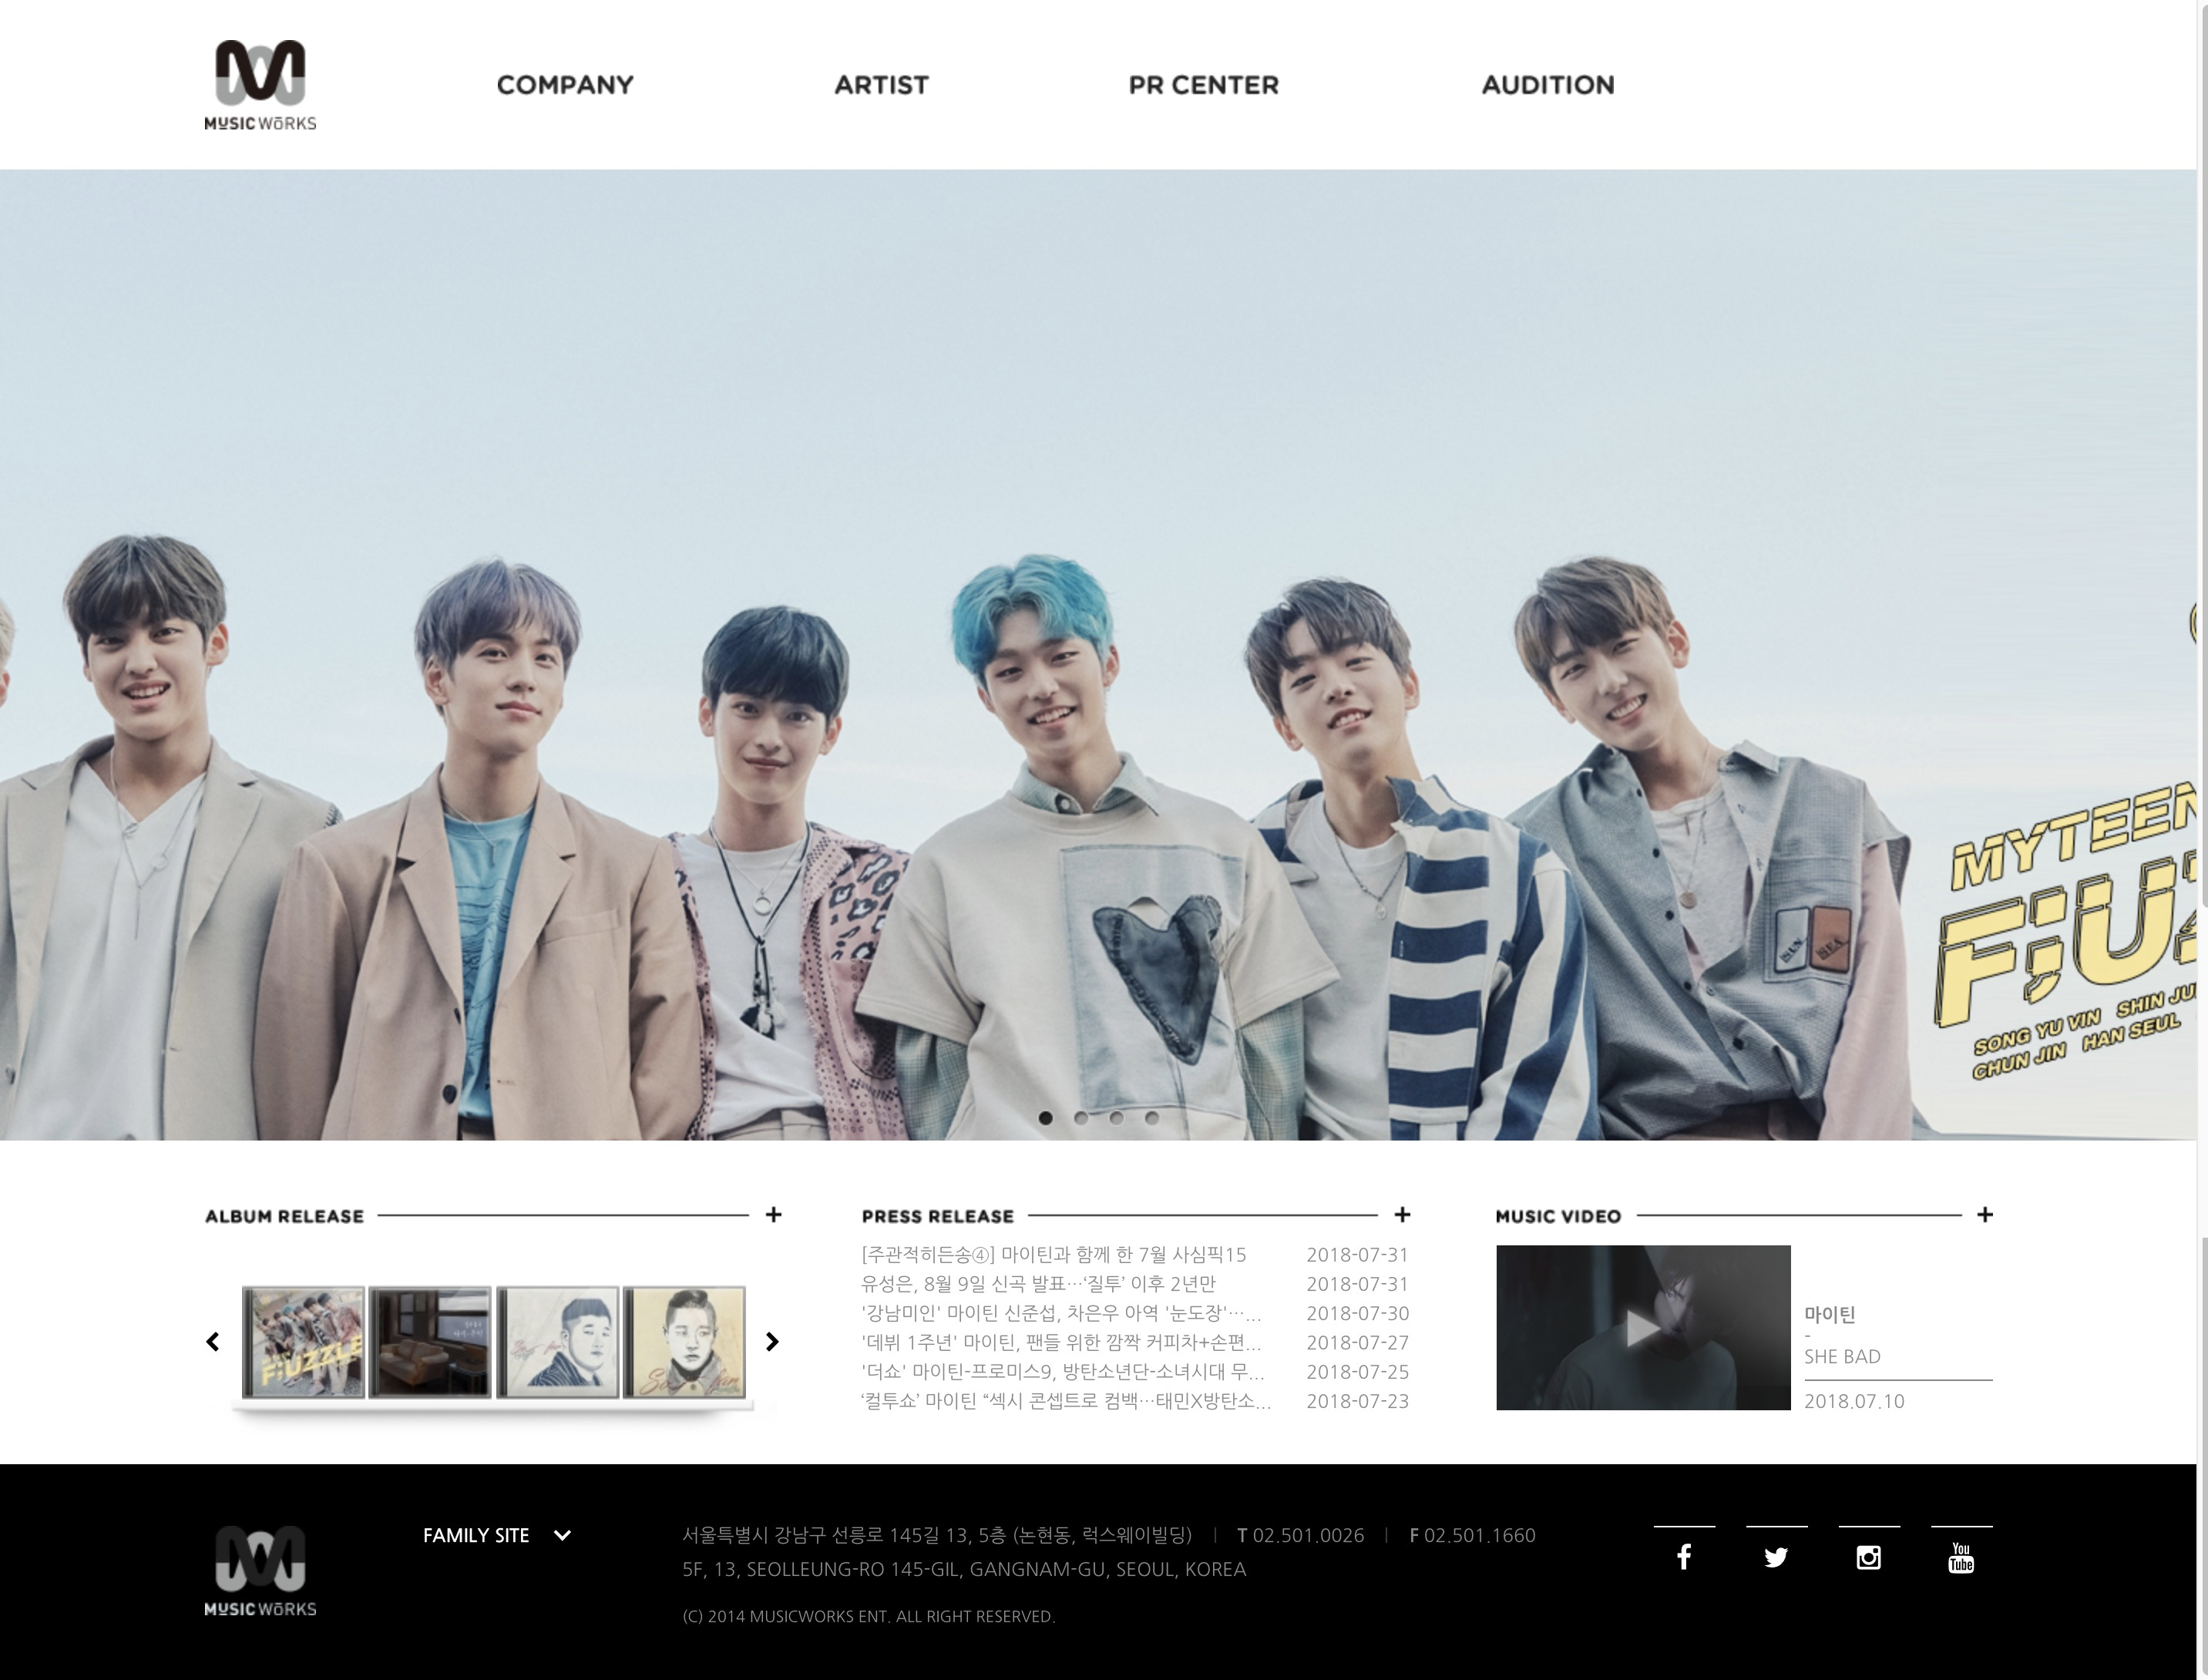 MUSIC WŌRKS
COMPANY
ARTIST
PR CENTER
AUDITION
MYTEEN
F;UZ
SONG YU VIN SHIN JU
CHUN JIN HAN SEUL
ALBUM RELEASE +
F;UZZLE
PRESS RELEASE +
[주관적히든송④] 마이틴과 함께 한 7월 사심픽15 2018-07-31
유성은, 8월 9일 신곡 발표…‘질투’ 이후 2년만 2018-07-31
'강남미인' 마이틴 신준섭, 차은우 아역 '눈도장'…... 2018-07-30
'데뷔 1주년' 마이틴, 팬들 위한 깜짝 커피차+손편... 2018-07-27
'더쇼' 마이틴-프로미스9, 방탄소년단-소녀시대 무... 2018-07-25
‘컬투쇼’ 마이틴 “섹시 콘셉트로 컴백…태민X방탄소... 2018-07-23
MUSIC VIDEO +
마이틴
-
SHE BAD
2018.07.10
MUSIC WŌRKS
FAMILY SITE
서울특별시 강남구 선릉로 145길 13, 5층 (논현동, 럭스웨이빌딩) | T 02.501.0026 | F 02.501.1660
5F, 13, SEOLLEUNG-RO 145-GIL, GANGNAM-GU, SEOUL, KOREA
(C) 2014 MUSICWORKS ENT. ALL RIGHT RESERVED.
You
Tube